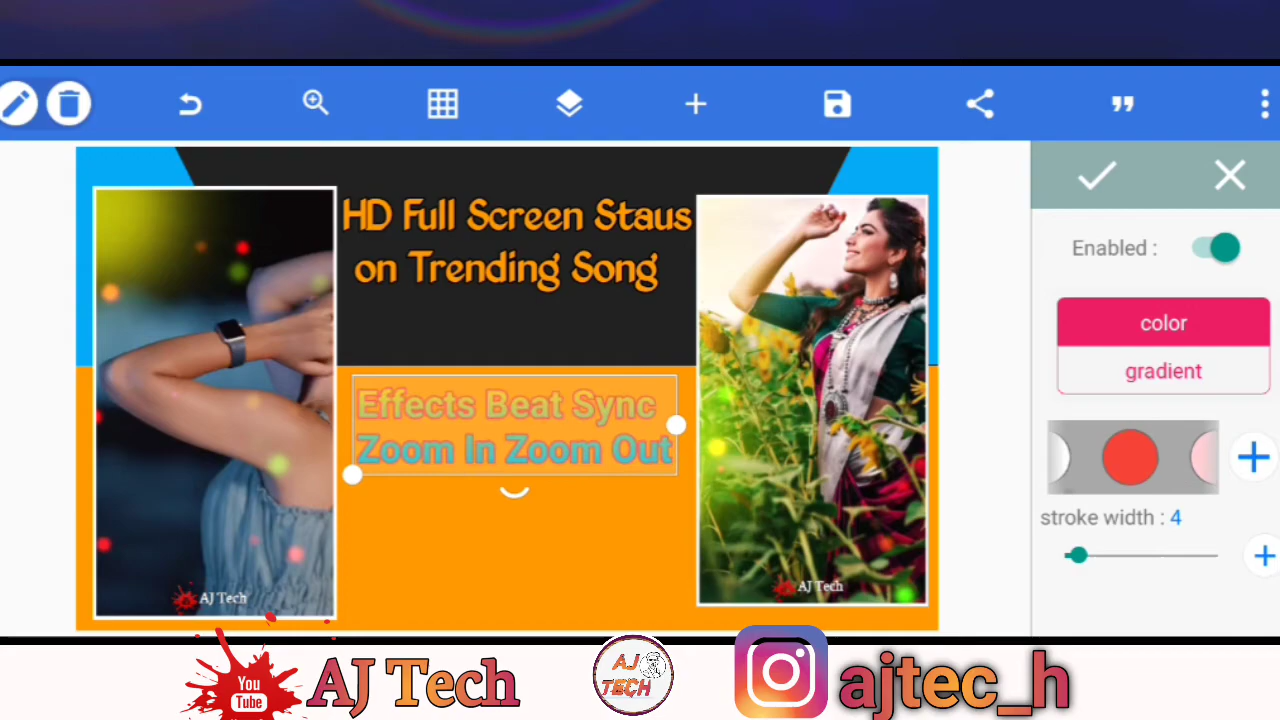 HD Full Screen Staus
on Trending Song
Effects Beat Sync
Zoom In Zoom Out
AJ Tech
AJ Tech
Enabled :
color
gradient
stroke width : 4
You
Tube
AJ Tech
AJ
TECH
ajtec_h